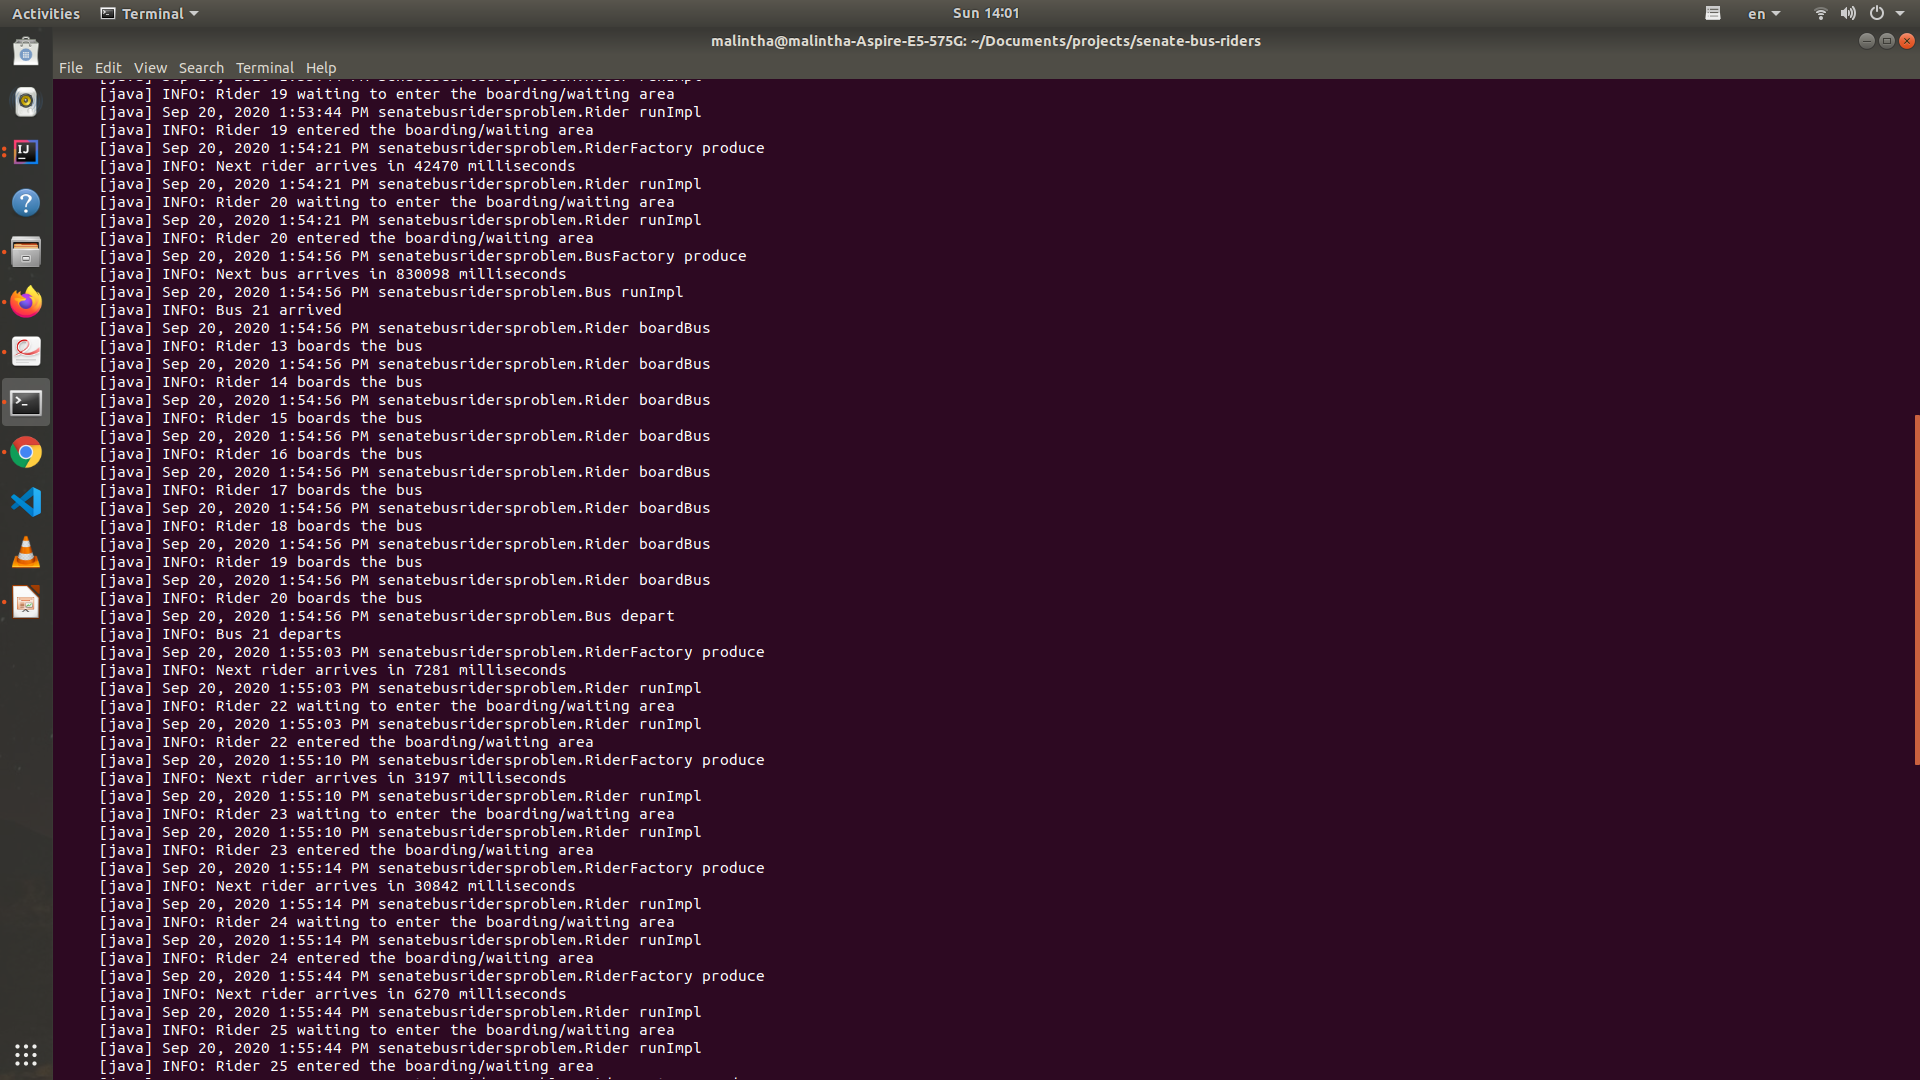 Activities Terminal Sun 14:01 en
malintha@malintha-Aspire-E5-575G: ~/Documents/projects/senate-bus-riders
File Edit View Search Terminal Help
[java] INFO: Rider 19 waiting to enter the boarding/waiting area
[java] Sep 20, 2020 1:53:44 PM senatebusridersproblem.Rider runImpl
[java] INFO: Rider 19 entered the boarding/waiting area
[java] Sep 20, 2020 1:54:21 PM senatebusridersproblem.RiderFactory produce
[java] INFO: Next rider arrives in 42470 milliseconds
[java] Sep 20, 2020 1:54:21 PM senatebusridersproblem.Rider runImpl
[java] INFO: Rider 20 waiting to enter the boarding/waiting area
[java] Sep 20, 2020 1:54:21 PM senatebusridersproblem.Rider runImpl
[java] INFO: Rider 20 entered the boarding/waiting area
[java] Sep 20, 2020 1:54:56 PM senatebusridersproblem.BusFactory produce
[java] INFO: Next bus arrives in 830098 milliseconds
[java] Sep 20, 2020 1:54:56 PM senatebusridersproblem.Bus runImpl
[java] INFO: Bus 21 arrived
[java] Sep 20, 2020 1:54:56 PM senatebusridersproblem.Rider boardBus
[java] INFO: Rider 13 boards the bus
[java] Sep 20, 2020 1:54:56 PM senatebusridersproblem.Rider boardBus
[java] INFO: Rider 14 boards the bus
[java] Sep 20, 2020 1:54:56 PM senatebusridersproblem.Rider boardBus
[java] INFO: Rider 15 boards the bus
[java] Sep 20, 2020 1:54:56 PM senatebusridersproblem.Rider boardBus
[java] INFO: Rider 16 boards the bus
[java] Sep 20, 2020 1:54:56 PM senatebusridersproblem.Rider boardBus
[java] INFO: Rider 17 boards the bus
[java] Sep 20, 2020 1:54:56 PM senatebusridersproblem.Rider boardBus
[java] INFO: Rider 18 boards the bus
[java] Sep 20, 2020 1:54:56 PM senatebusridersproblem.Rider boardBus
[java] INFO: Rider 19 boards the bus
[java] Sep 20, 2020 1:54:56 PM senatebusridersproblem.Rider boardBus
[java] INFO: Rider 20 boards the bus
[java] Sep 20, 2020 1:54:56 PM senatebusridersproblem.Bus depart
[java] INFO: Bus 21 departs
[java] Sep 20, 2020 1:55:03 PM senatebusridersproblem.RiderFactory produce
[java] INFO: Next rider arrives in 7281 milliseconds
[java] Sep 20, 2020 1:55:03 PM senatebusridersproblem.Rider runImpl
[java] INFO: Rider 22 waiting to enter the boarding/waiting area
[java] Sep 20, 2020 1:55:03 PM senatebusridersproblem.Rider runImpl
[java] INFO: Rider 22 entered the boarding/waiting area
[java] Sep 20, 2020 1:55:10 PM senatebusridersproblem.RiderFactory produce
[java] INFO: Next rider arrives in 3197 milliseconds
[java] Sep 20, 2020 1:55:10 PM senatebusridersproblem.Rider runImpl
[java] INFO: Rider 23 waiting to enter the boarding/waiting area
[java] Sep 20, 2020 1:55:10 PM senatebusridersproblem.Rider runImpl
[java] INFO: Rider 23 entered the boarding/waiting area
[java] Sep 20, 2020 1:55:14 PM senatebusridersproblem.RiderFactory produce
[java] INFO: Next rider arrives in 30842 milliseconds
[java] Sep 20, 2020 1:55:14 PM senatebusridersproblem.Rider runImpl
[java] INFO: Rider 24 waiting to enter the boarding/waiting area
[java] Sep 20, 2020 1:55:14 PM senatebusridersproblem.Rider runImpl
[java] INFO: Rider 24 entered the boarding/waiting area
[java] Sep 20, 2020 1:55:44 PM senatebusridersproblem.RiderFactory produce
[java] INFO: Next rider arrives in 6270 milliseconds
[java] Sep 20, 2020 1:55:44 PM senatebusridersproblem.Rider runImpl
[java] INFO: Rider 25 waiting to enter the boarding/waiting area
[java] Sep 20, 2020 1:55:44 PM senatebusridersproblem.Rider runImpl
[java] INFO: Rider 25 entered the boarding/waiting area